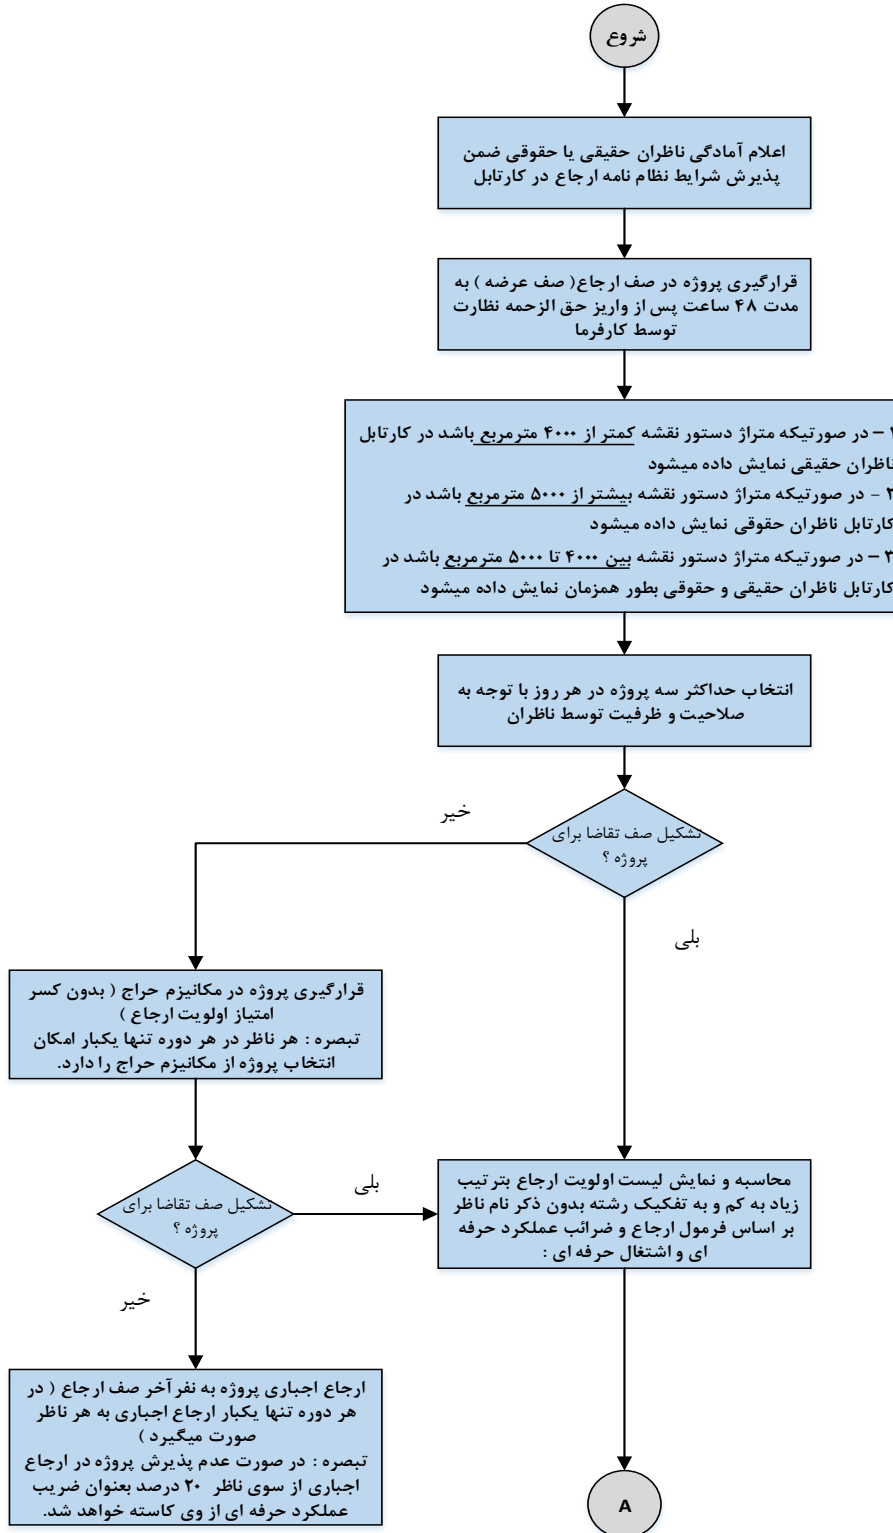 شروع
اعلام آمادگی ناظران حقیقی یا حقوقی ضمن
پذیرش شرایط نظام نامه ارجاع در کارتابل
قرارگیری پروژه در صف ارجاع( صف عرضه ) به
مدت ۴۸ ساعت پس از واریز حق الزحمه نظارت
توسط کارفرما
۱ – در صورتیکه متراژ دستور نقشه کمتر از ۴۰۰۰ مترمربع باشد در کارتابل
ناظران حقیقی نمایش داده میشود
۲ - در صورتیکه متراژ دستور نقشه بیشتر از ۵۰۰۰ مترمربع باشد در
کارتابل ناظران حقوقی نمایش داده میشود
۳ – در صورتیکه متراژ دستور نقشه بین ۴۰۰۰ تا ۵۰۰۰ مترمربع باشد در
کارتابل ناظران حقیقی و حقوقی بطور همزمان نمایش داده میشود
انتخاب حداکثر سه پروژه در هر روز با توجه به
صلاحیت و ظرفیت توسط ناظران
تشکیل صف تقاضا برای
پروژه ؟
خیر
بلی
قرارگیری پروژه در مکانیزم حراج ( بدون کسر
امتیاز اولویت ارجاع )
تبصره : هر ناظر در هر دوره تنها یکبار امکان
انتخاب پروژه از مکانیزم حراج را دارد.
تشکیل صف تقاضا برای
پروژه ؟
بلی
خیر
محاسبه و نمایش لیست اولویت ارجاع بترتیب
زیاد به کم و به تفکیک رشته بدون ذکر نام ناظر
بر اساس فرمول ارجاع و ضرائب عملکرد حرفه
ای و اشتغال حرفه ای :
ارجاع اجباری پروژه به نفر آخر صف ارجاع ( در
هر دوره تنها یکبار ارجاع اجباری به هر ناظر
صورت میگیرد )
تبصره : در صورت عدم پذیرش پروژه در ارجاع
اجباری از سوی ناظر ۲۰ درصد بعنوان ضریب
عملکرد حرفه ای از وی کاسته خواهد شد.
A